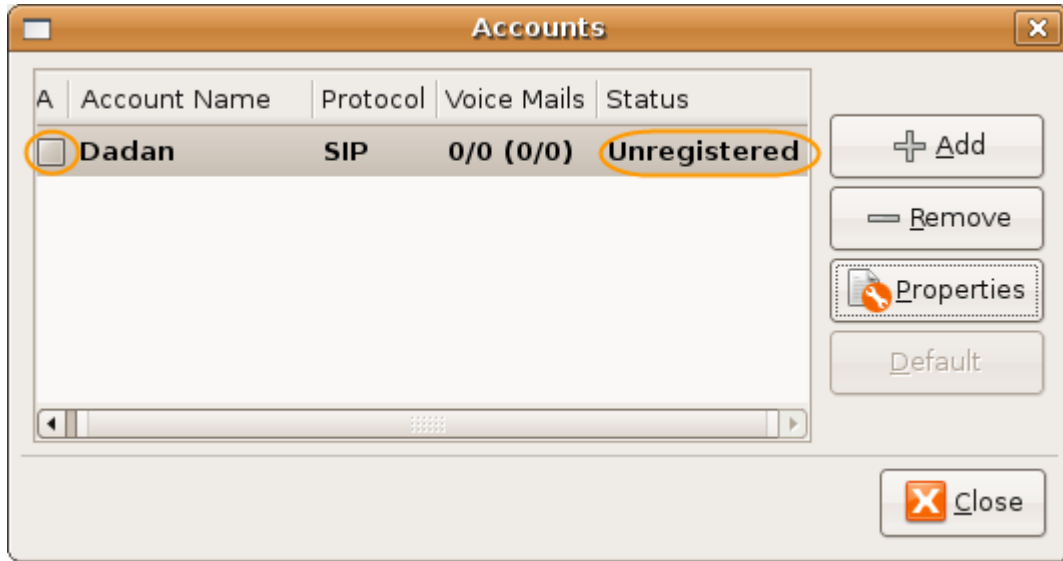 Accounts
A Account Name Protocol Voice Mails Status
Dadan SIP 0/0 (0/0) Unregistered
Add
Remove
Properties
Default
Close